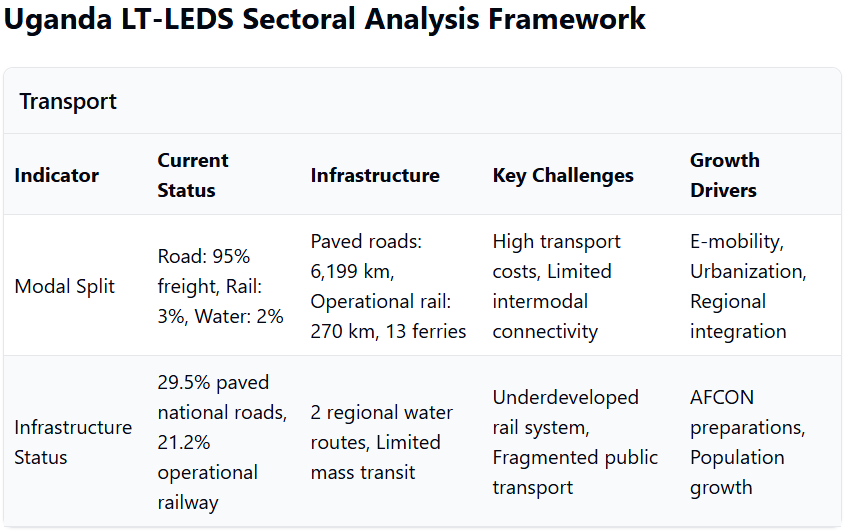 Uganda LT-LEDS Sectoral Analysis Framework
Transport
Indicator
Current
Status
Infrastructure
Key Challenges
Growth
Drivers
Modal Split
Road: 95%
freight, Rail:
3%, Water: 2%
Paved roads:
6,199 km,
Operational rail:
270 km, 13 ferries
High transport
costs, Limited
intermodal
connectivity
E-mobility,
Urbanization,
Regional
integration
Infrastructure
Status
29.5% paved
national roads,
21.2%
operational
railway
2 regional water
routes, Limited
mass transit
Underdeveloped
rail system,
Fragmented public
transport
AFCON
preparations,
Population
growth